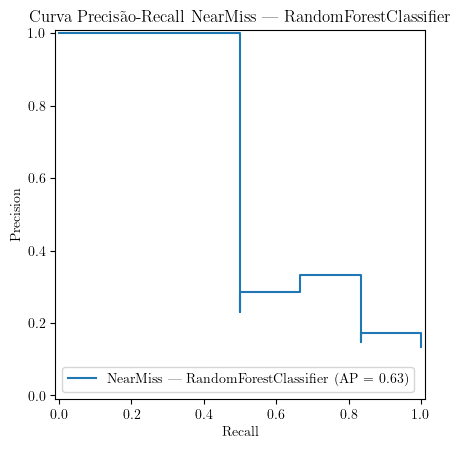 Curva Precisão-Recall NearMiss — RandomForestClassifier
1.0
0.8
0.6
0.4
0.2
0.0
Precision
NearMiss — RandomForestClassifier (AP = 0.63)
0.0 0.2 0.4 0.6 0.8 1.0
Recall